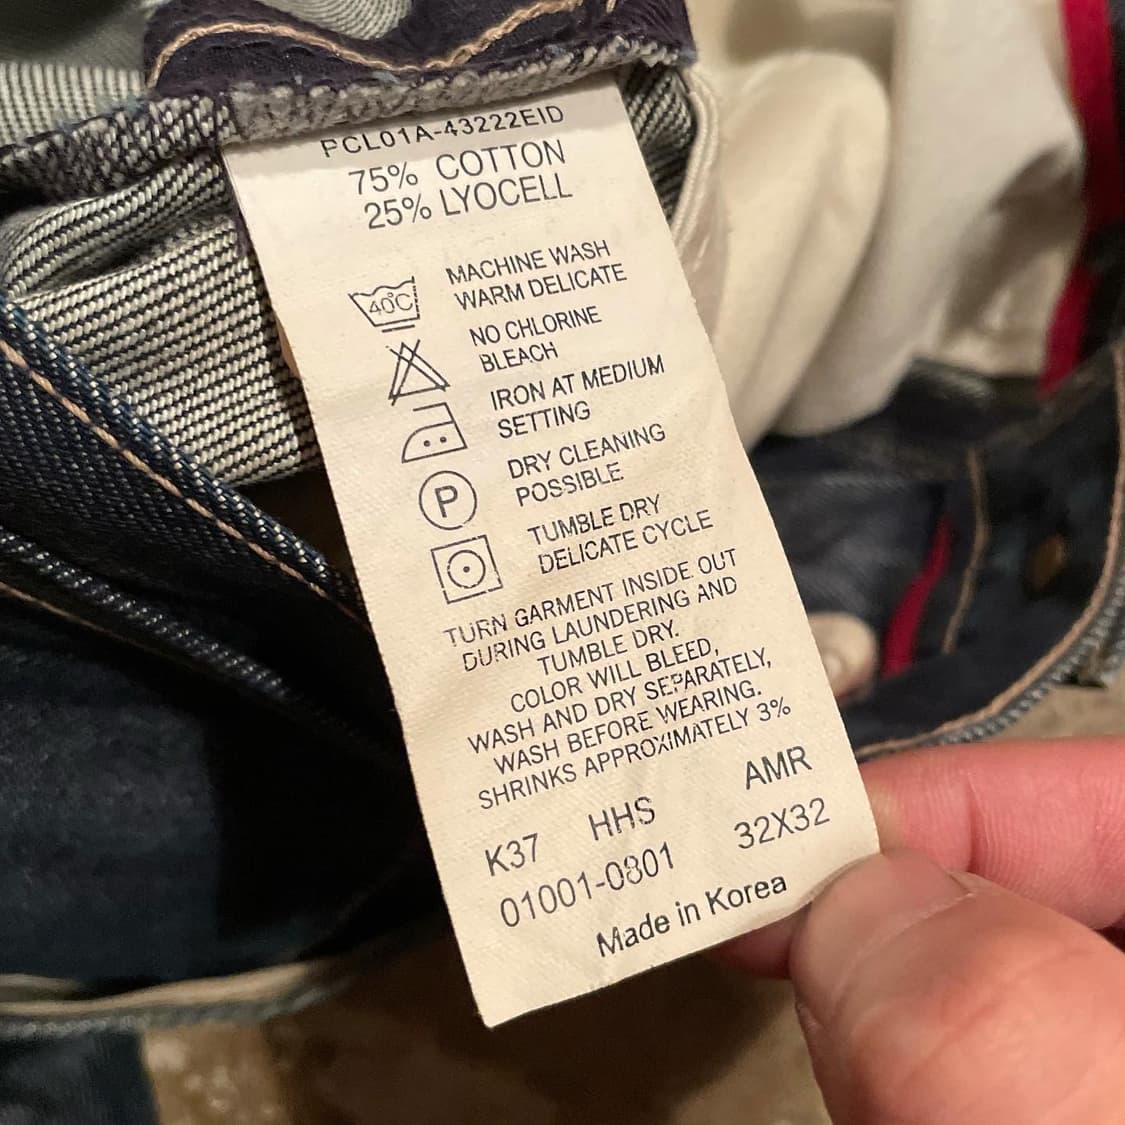 PCL01A-43222EID
75% COTTON
25% LYOCELL
40°C
MACHINE WASH
WARM DELICATE
NO CHLORINE
BLEACH
IRON AT MEDIUM
SETTING
P
DRY CLEANING
POSSIBLE
TUMBLE DRY
DELICATE CYCLE
TURN GARMENT INSIDE OUT
DURING LAUNDERING AND
TUMBLE DRY.
COLOR WILL BLEED,
WASH AND DRY SEPARATELY,
WASH BEFORE WEARING.
SHRINKS APPROXIMATELY 3%
K37 HHS AMR
01001-0801 32X32
Made in Korea